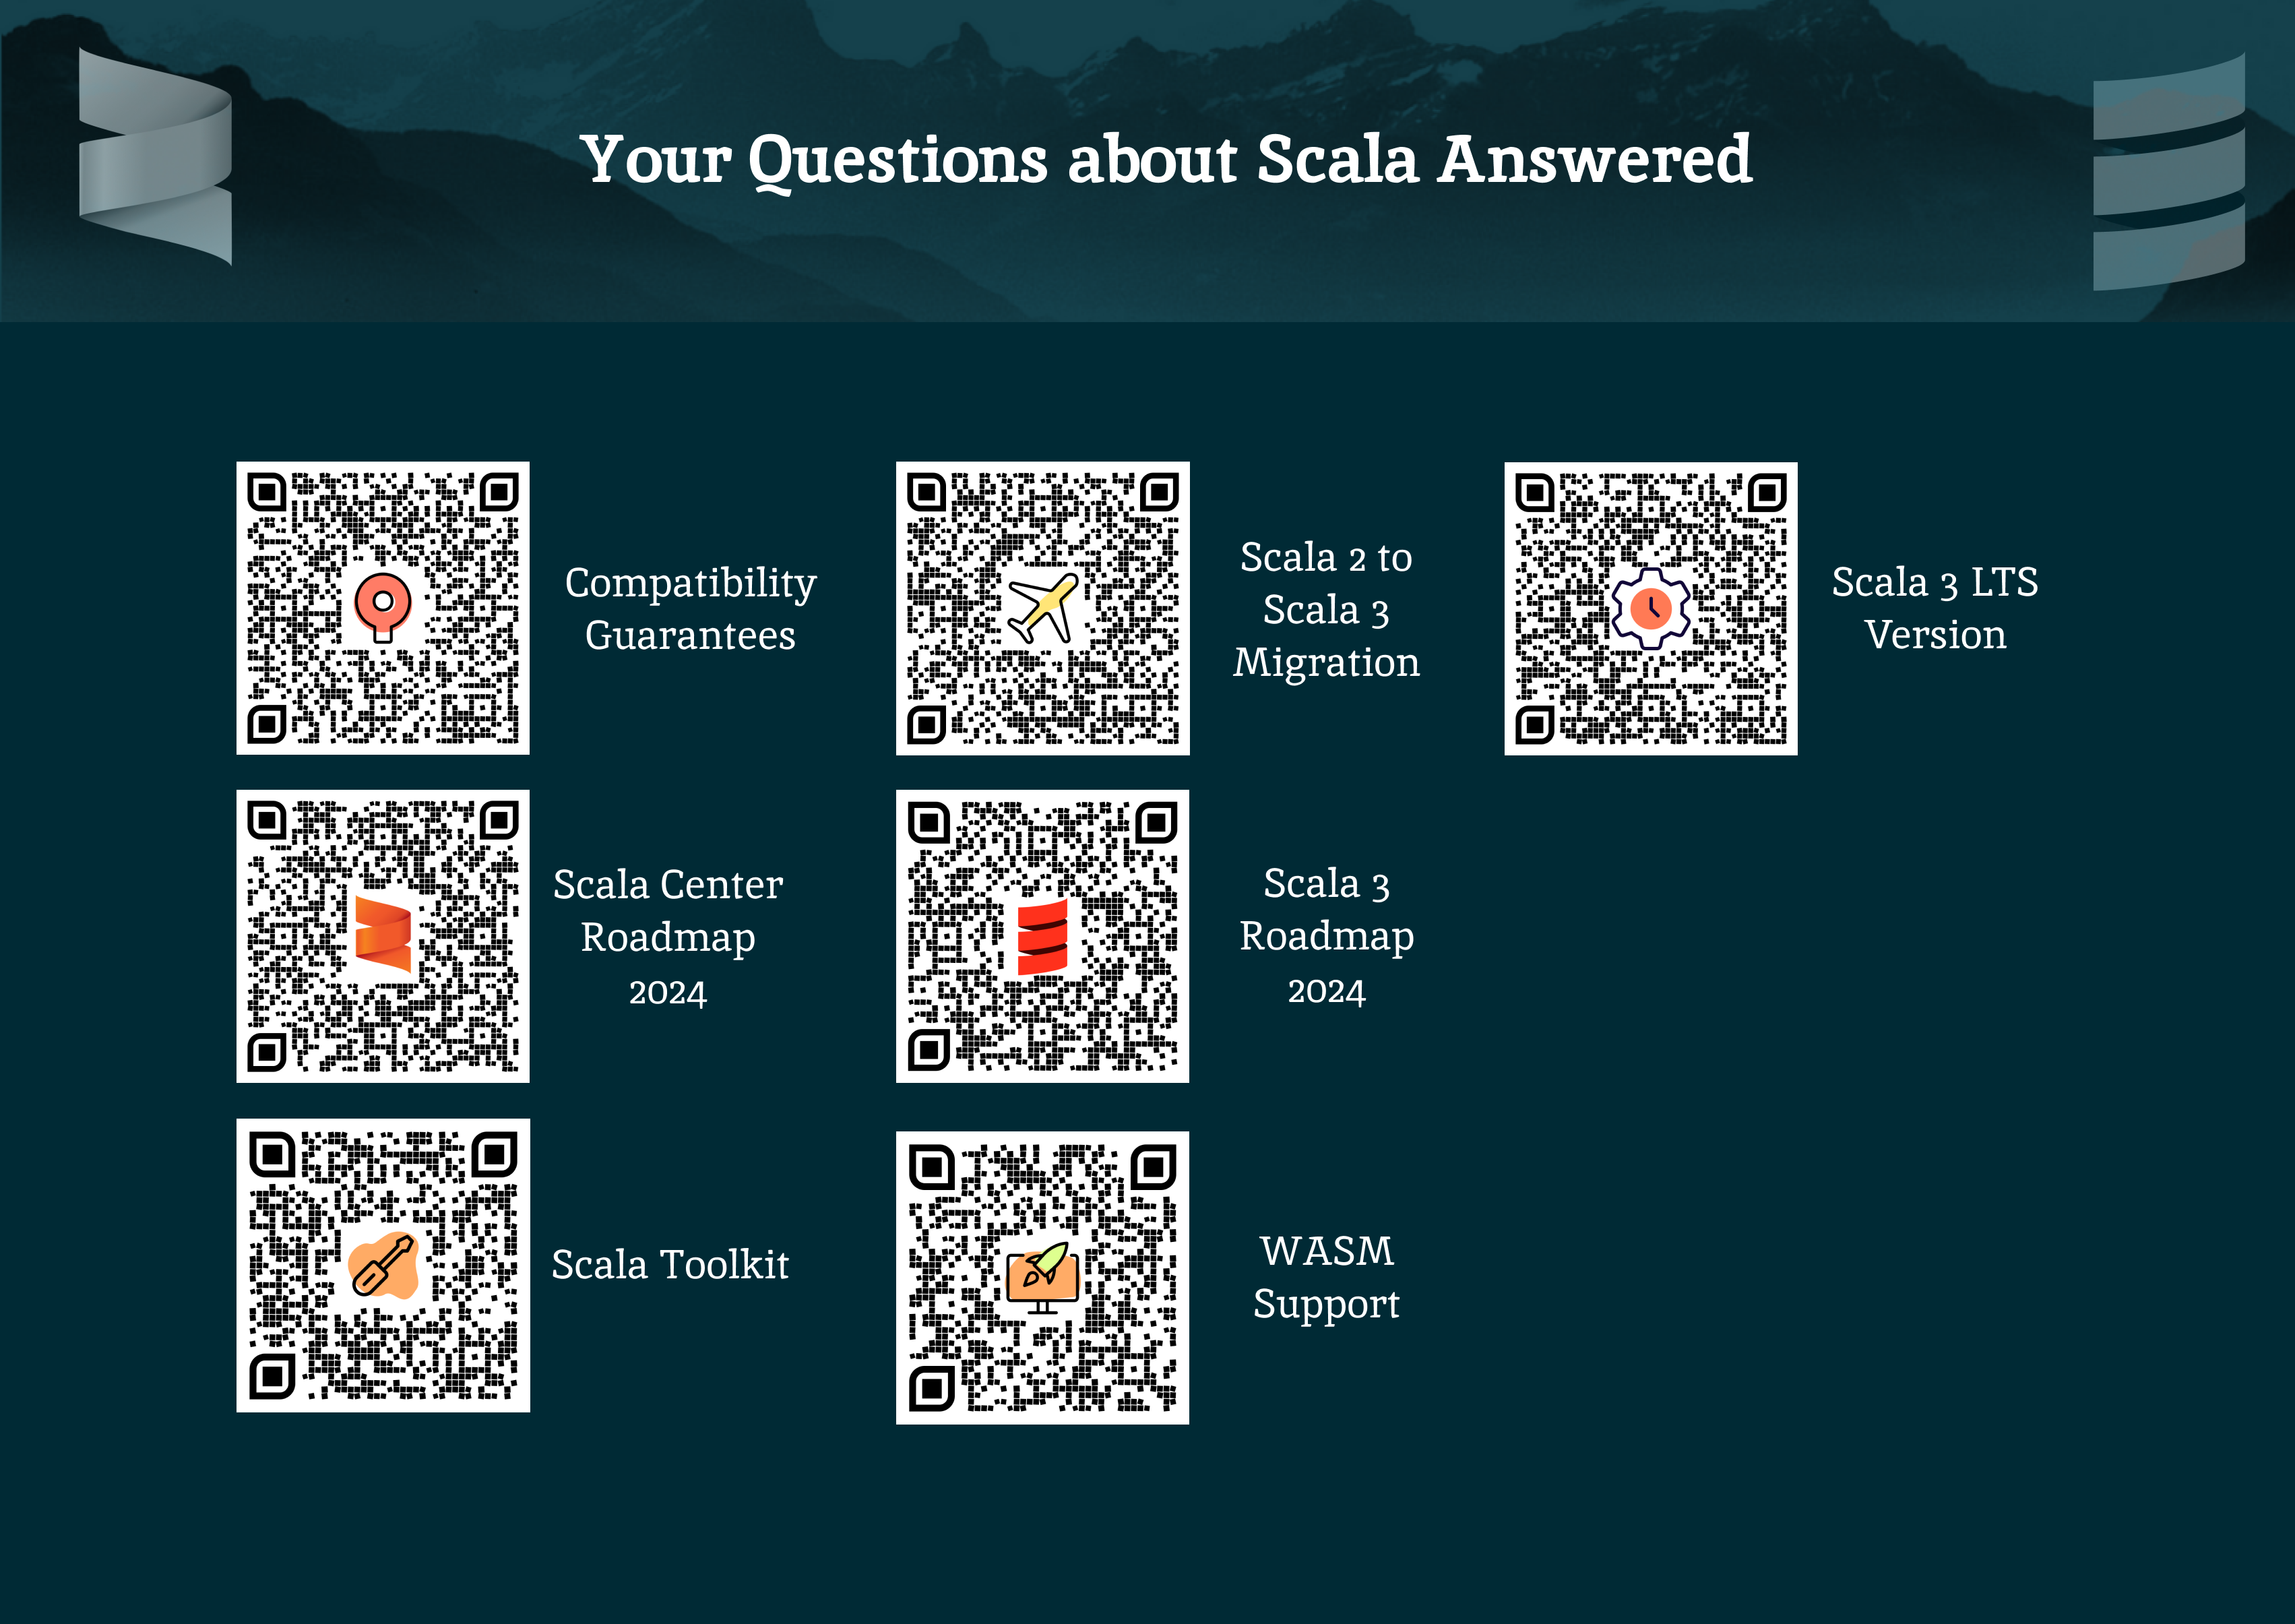 Your Questions about Scala Answered
Compatibility
Guarantees
Scala 2 to
Scala 3
Migration
Scala 3 LTS
Version
Scala Center
Roadmap
2024
Scala 3
Roadmap
2024
Scala Toolkit
WASM
Support